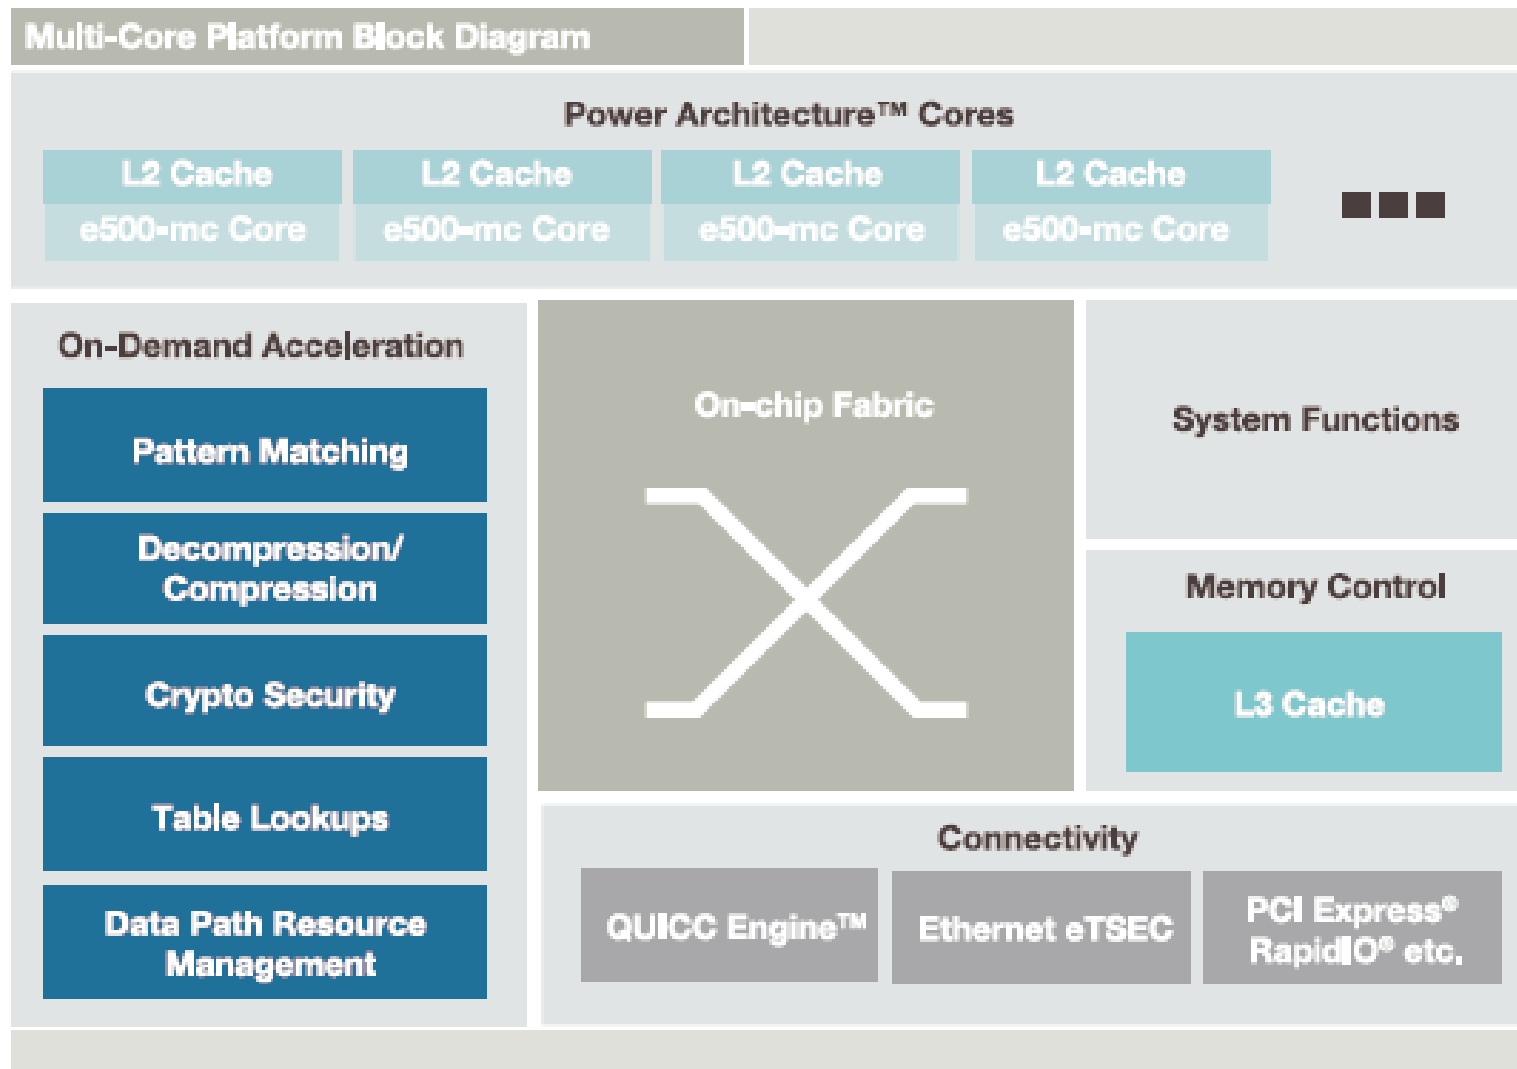 Multi-Core Platform Block Diagram
Power Architecture™ Cores
L2 Cache
L2 Cache
L2 Cache
L2 Cache
e500-mc Core
e500-mc Core
e500-mc Core
e500-mc Core
On-Demand Acceleration
Pattern Matching
Decompression/
Compression
Crypto Security
Table Lookups
Data Path Resource
Management
On-chip Fabric
System Functions
Memory Control
L3 Cache
Connectivity
QUICC Engine™
Ethernet eTSEC
PCI Express®
RapidIO® etc.